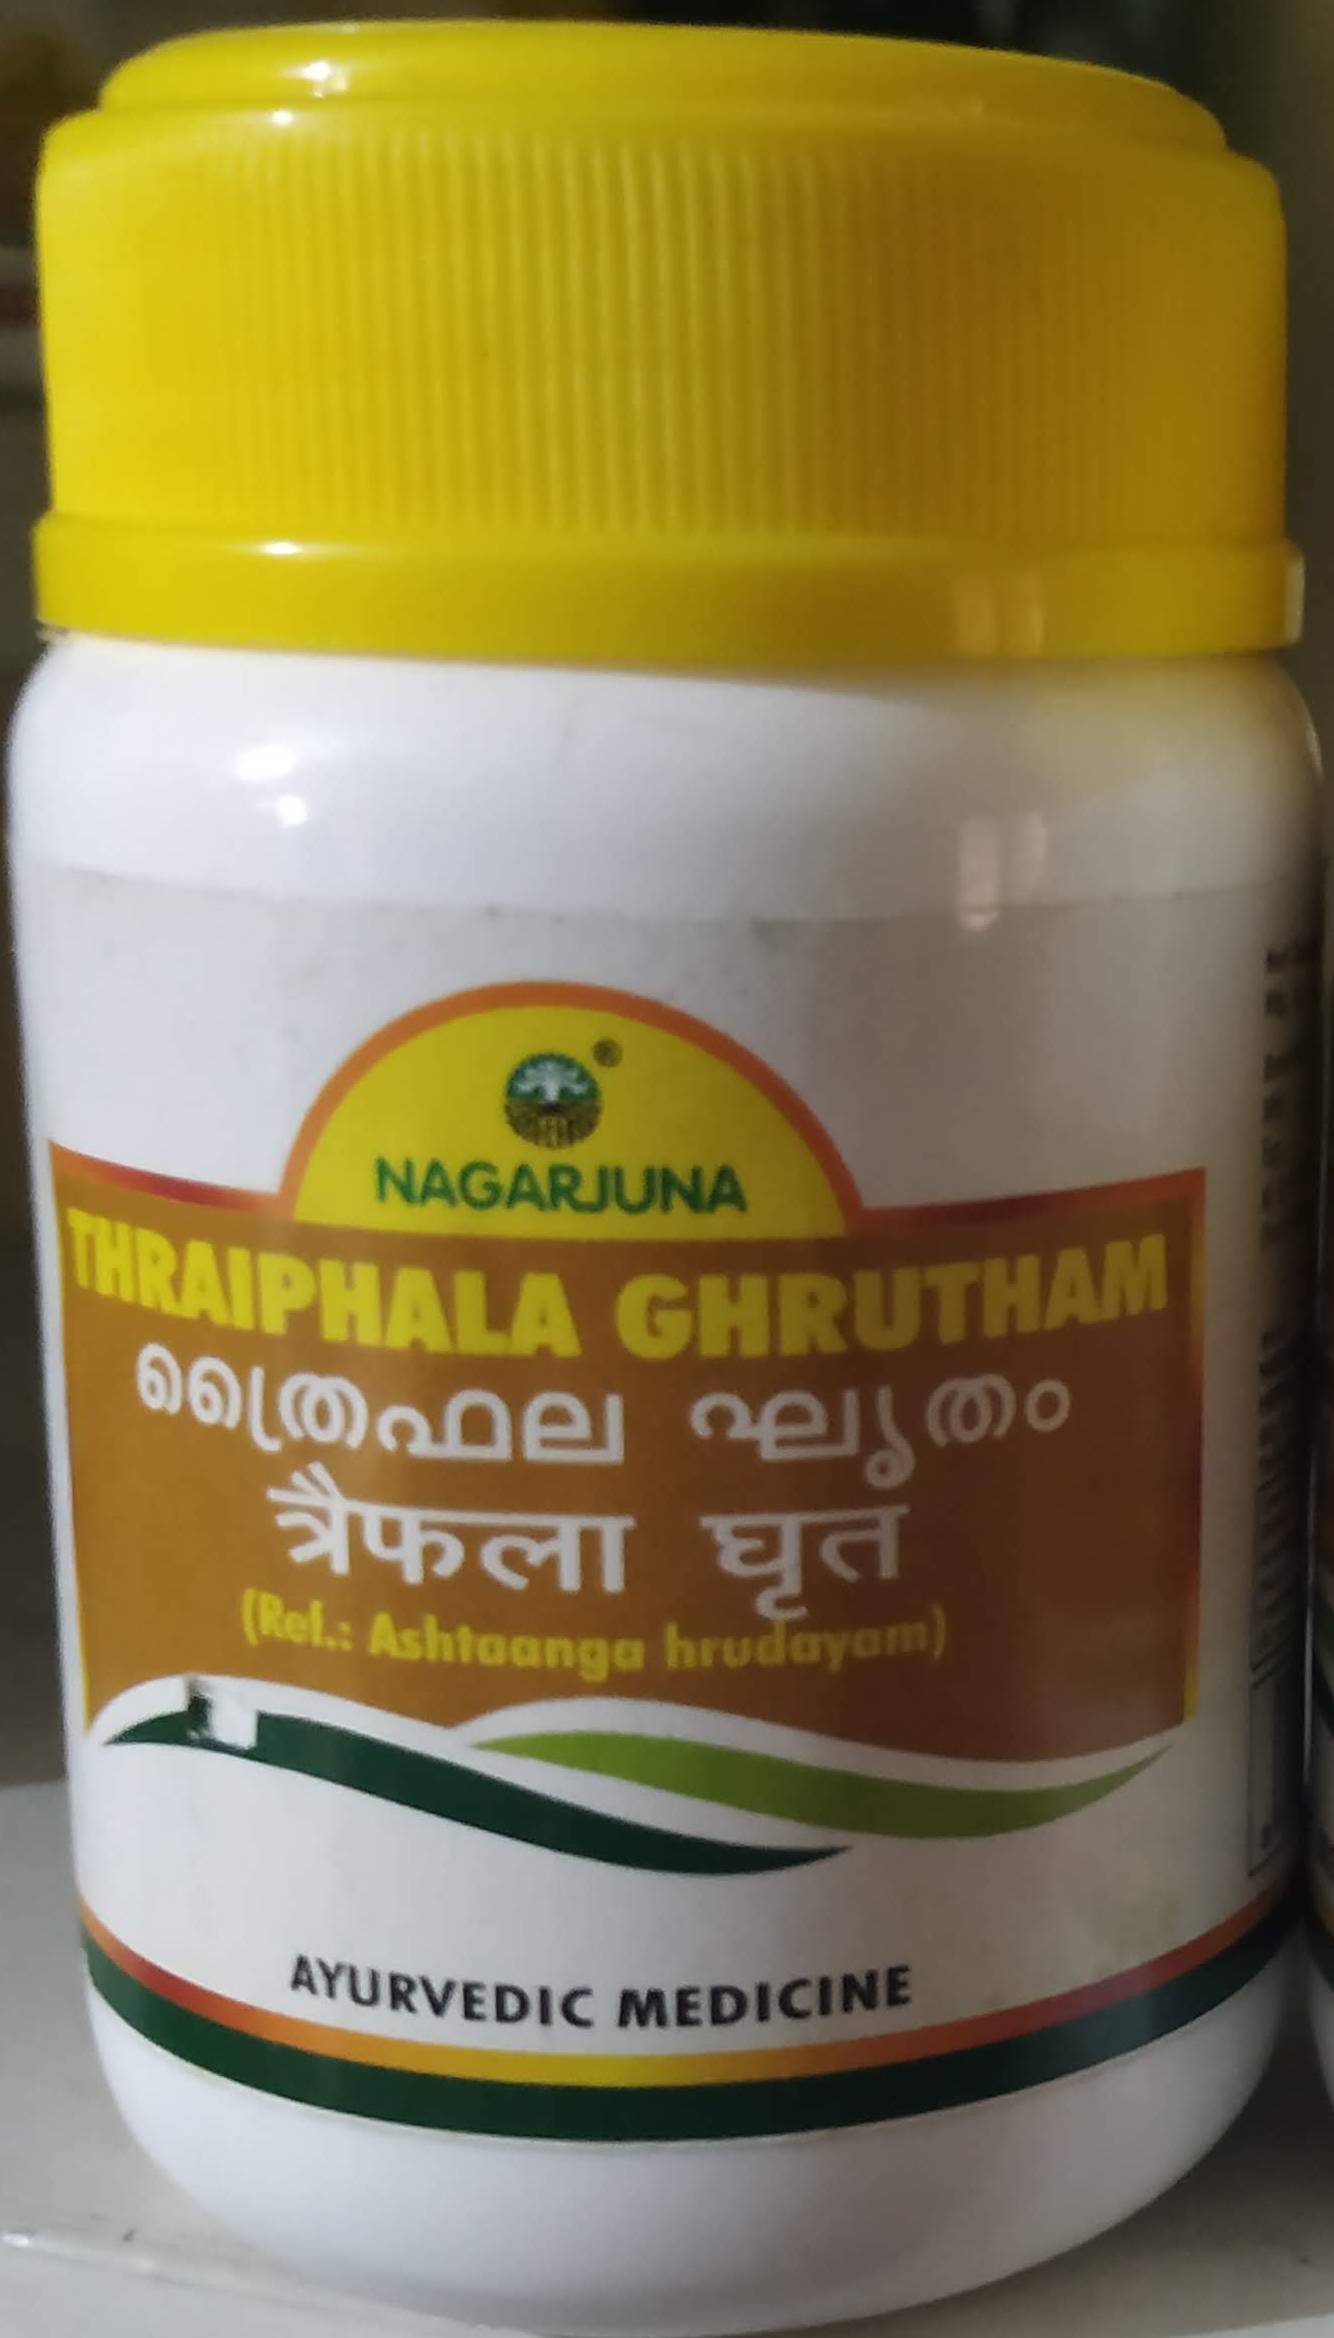 ®
NAGARJUNA
THRAIPHALA GHRUTHAM
ത്രൈഫല ഘൃതം
त्रैफला घृत
(Ref.: Ashtaanga hrudayam)
AYURVEDIC MEDICINE